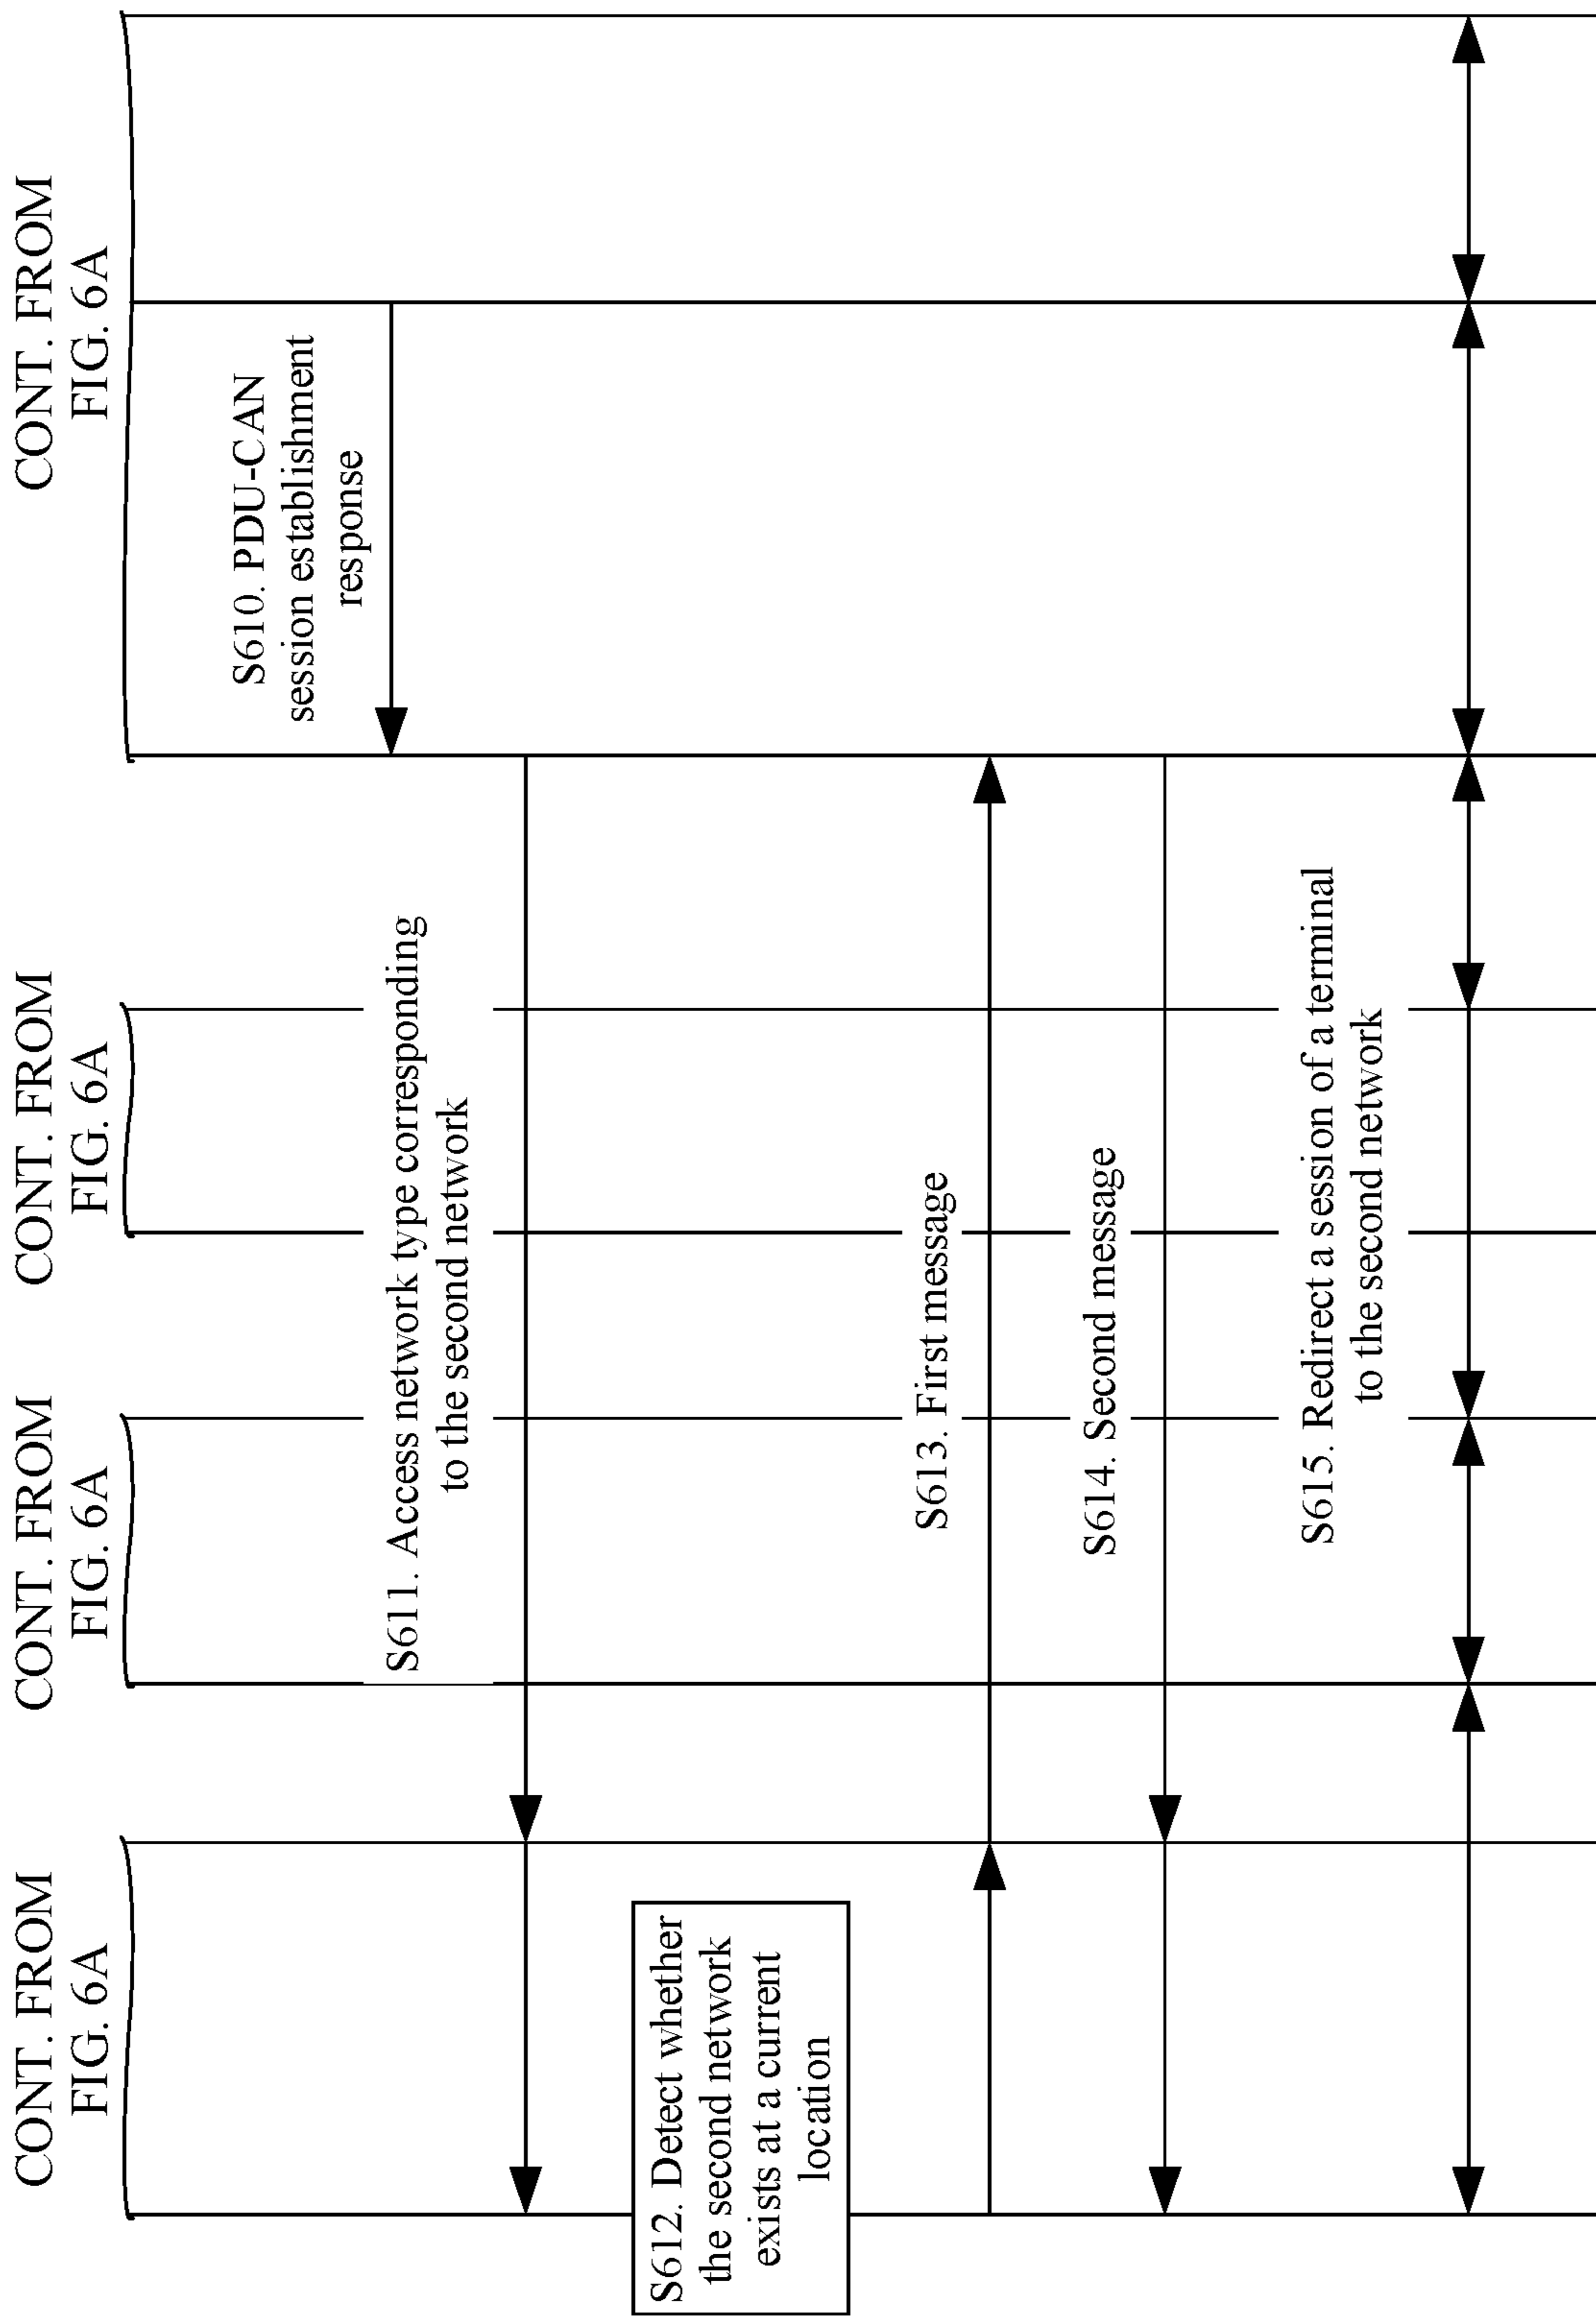 CONT. FROM
FIG. 6A
CONT. FROM
FIG. 6A
CONT. FROM
FIG. 6A
CONT. FROM
FIG. 6A
S610. PDU-CAN
session establishment
response
S611. Access network type corresponding
to the second network
S612. Detect whether
the second network
exists at a current
location
S613. First message
S614. Second message
S615. Redirect a session of a terminal
to the second network